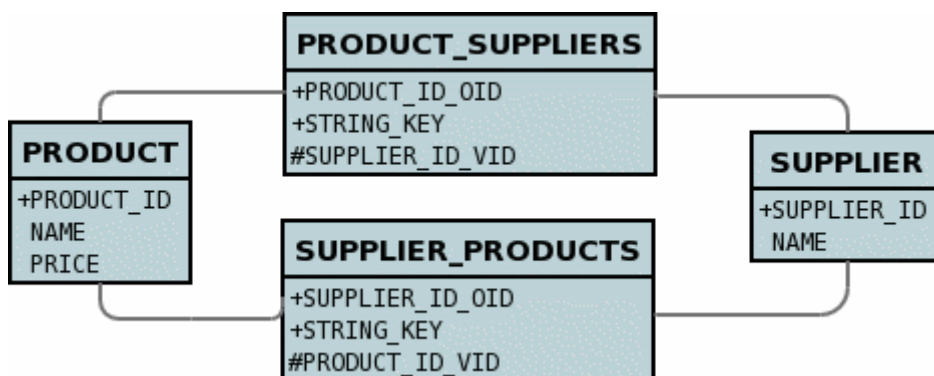 PRODUCT_SUPPLIERS
+PRODUCT_ID_OID
+STRING_KEY
#SUPPLIER_ID_VID
PRODUCT
+PRODUCT_ID
NAME
PRICE
SUPPLIER
+SUPPLIER_ID
NAME
SUPPLIER_PRODUCTS
+SUPPLIER_ID_OID
+STRING_KEY
#PRODUCT_ID_VID